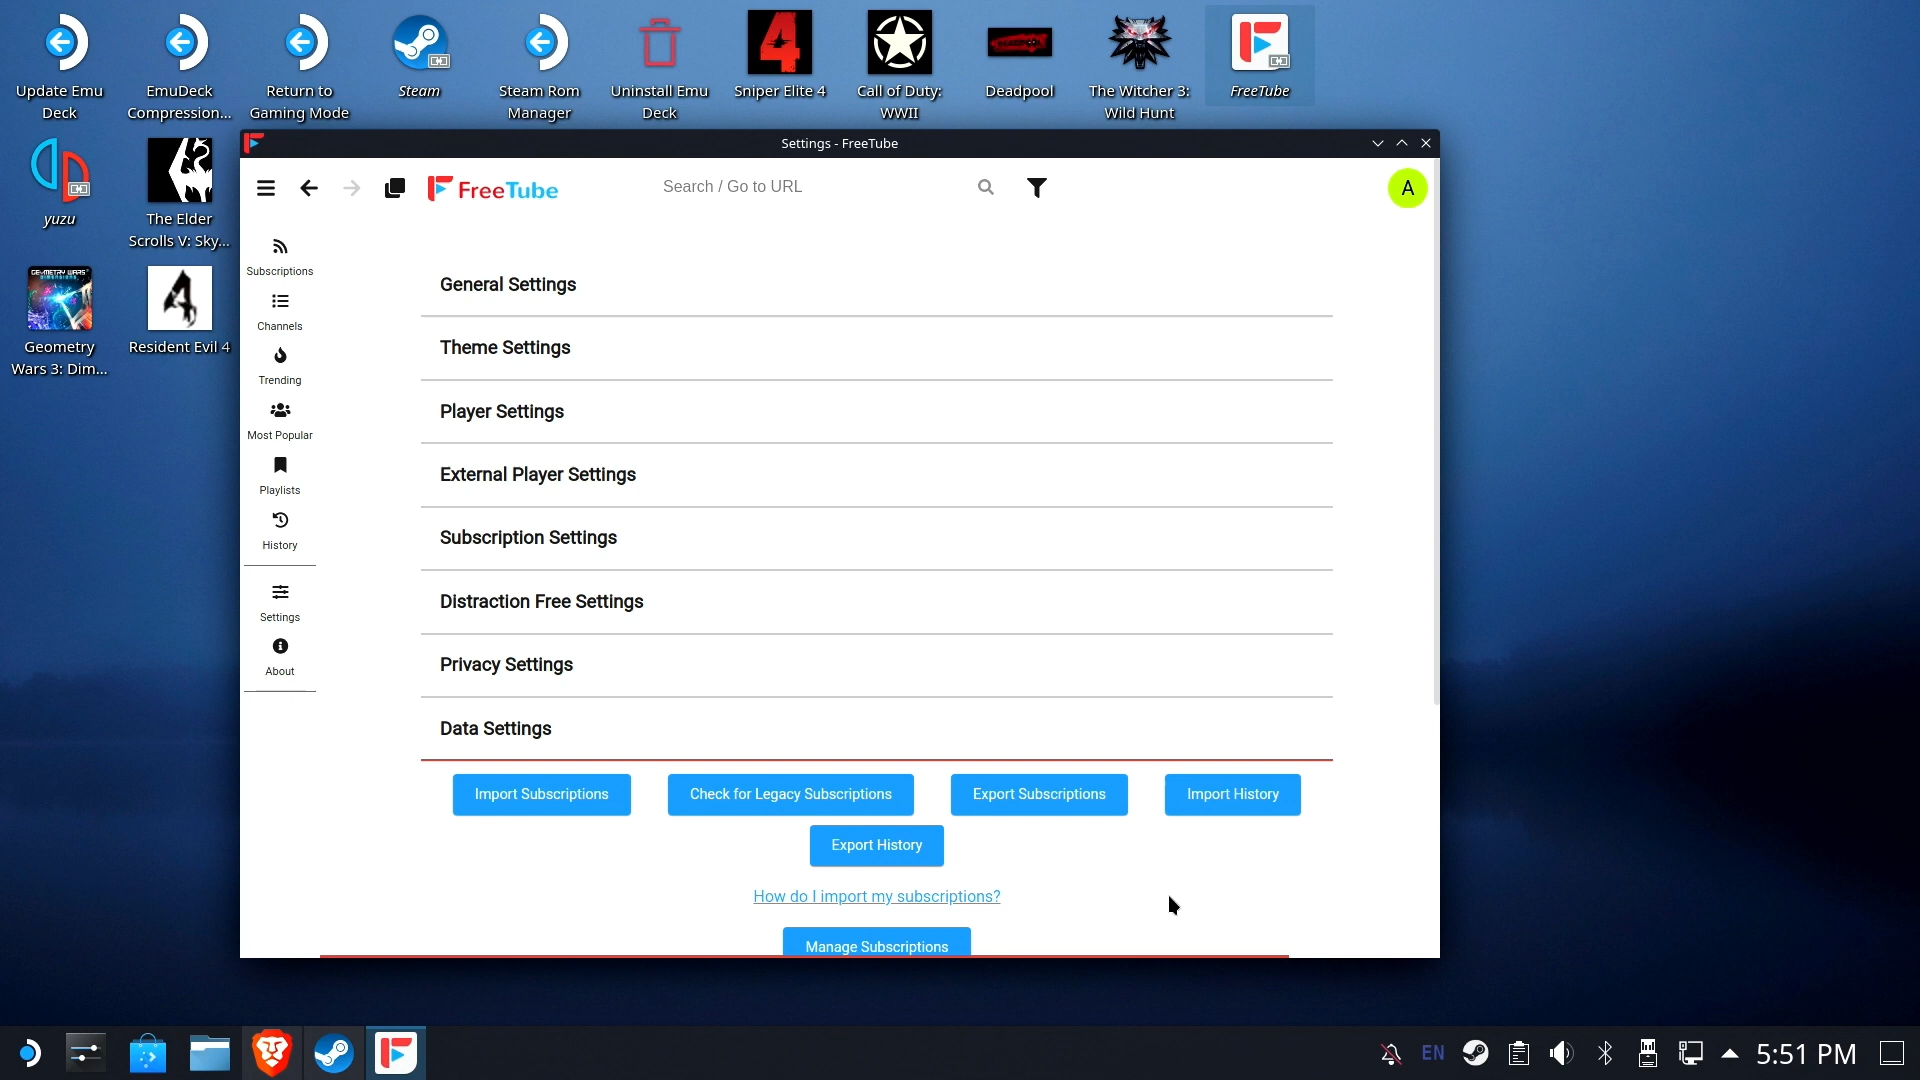 Update Emu
Deck
EmuDeck
Compression...
Return to
Gaming Mode
Steam
Steam Rom
Manager
Uninstall Emu
Deck
Sniper Elite 4
Call of Duty:
WWII
Deadpool
The Witcher 3:
Wild Hunt
FreeTube
yuzu
The Elder
Scrolls V: Sky...
Geometry
Wars 3: Dim...
Resident Evil 4
Settings - FreeTube
FreeTube
Search / Go to URL
A
Subscriptions
Channels
Trending
Most Popular
Playlists
History
Settings
About
General Settings
Theme Settings
Player Settings
External Player Settings
Subscription Settings
Distraction Free Settings
Privacy Settings
Data Settings
Import Subscriptions
Check for Legacy Subscriptions
Export Subscriptions
Import History
Export History
How do I import my subscriptions?
Manage Subscriptions
EN
5:51 PM